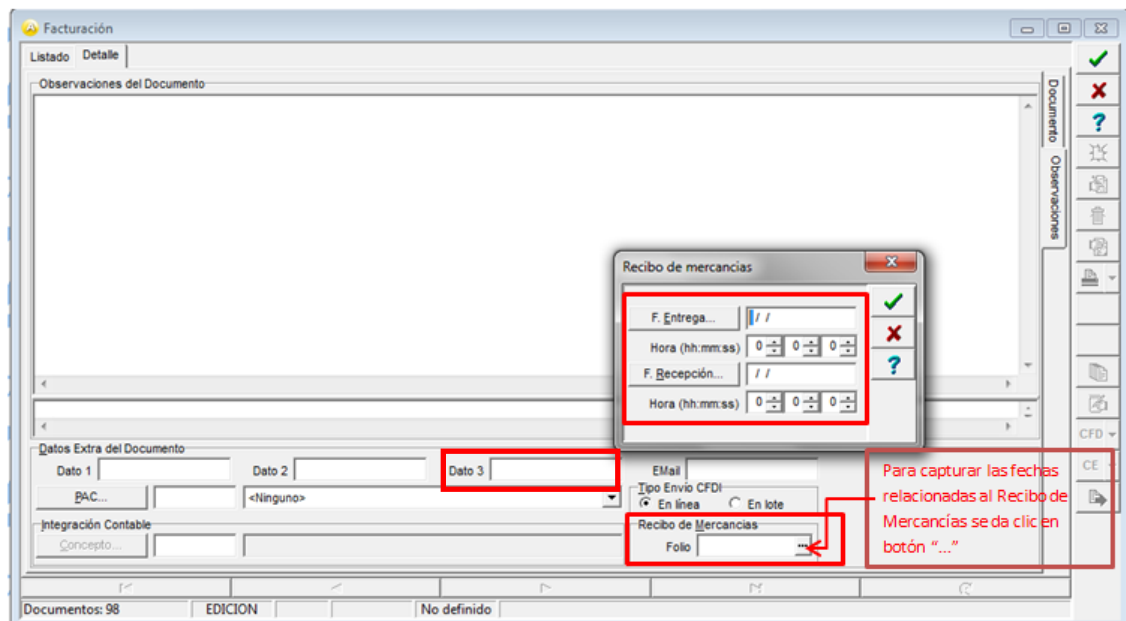 Facturación
Listado Detalle
Observaciones del Documento
Documento
Observaciones
Recibo de mercancias
F. Entrega... / /
Hora (hh:mm:ss) 0 0 0
F. Recepción... / /
Hora (hh:mm:ss) 0 0 0
CFD
CE
Datos Extra del Documento
Dato 1 Dato 2 Dato 3 EMail
PAC... <Ninguno>
Tipo Envío CFDI
En línea En lote
Integración Contable
Concepto...
Recibo de Mercancias
Folio ...
Para capturar las fechas
relacionadas al Recibo de
Mercancías se da clic en
botón “...”
Documentos: 98 EDICION No definido